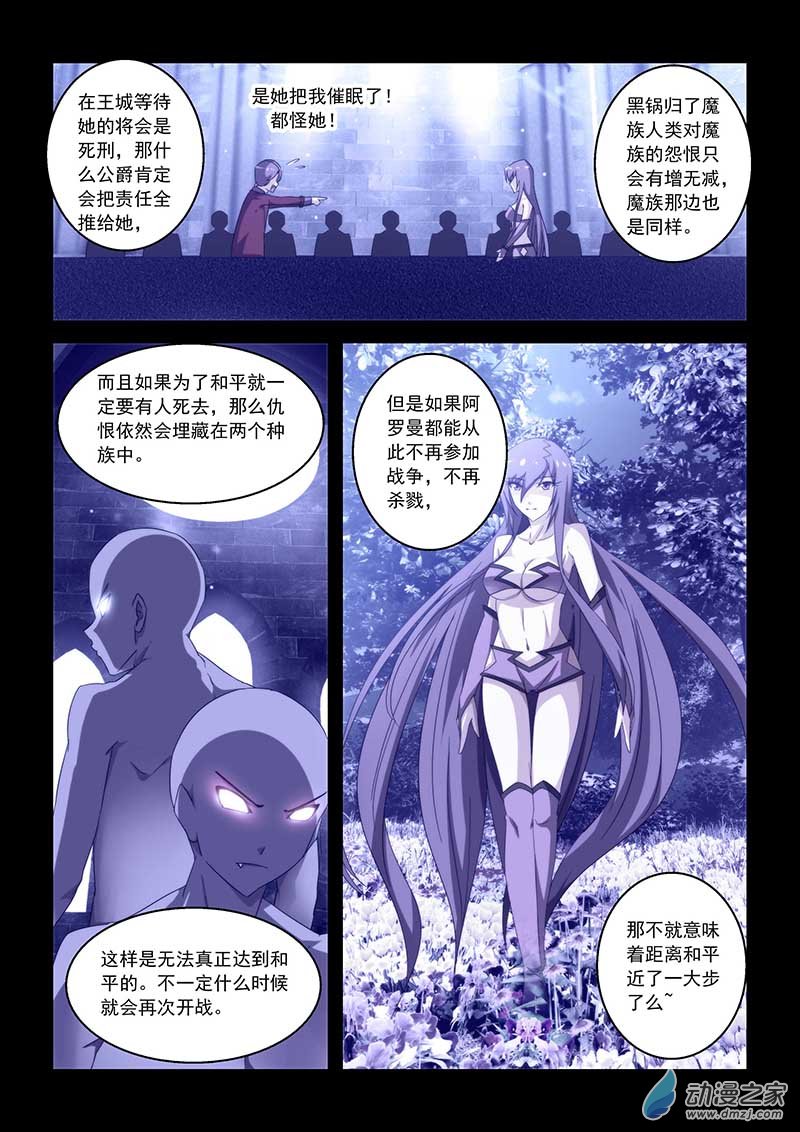 在王城等待
她的将会是
死刑，那什
么公爵肯定
会把责任全
推给她，
是她把我催眠了！
都怪她！
黑锅归了魔
族人类对魔
族的怨恨只
会有增无减，
魔族那边也
是同样。
而且如果为了和平就一
定要有人死去，那么仇
恨依然会埋藏在两个种
族中。
这样是无法真正达到和
平的。不一定什么时候
就会再次开战。
但是如果阿
罗曼都能从
此不再参加
战争，不再
杀戮，
那不就意味
着距离和平
近了一大步
了么~
动漫之家
www.dmzj.com